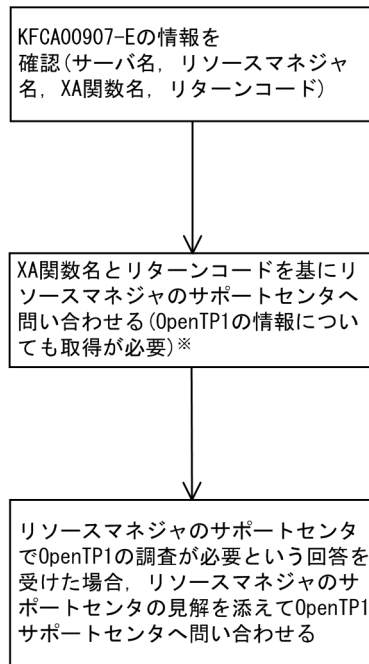 KFCA00907-Eの情報を
確認(サーバ名，リソースマネジャ
名，XA関数名，リターンコード)
XA関数名とリターンコードを基にリ
ソースマネジャのサポートセンタへ
問い合わせる(OpenTP1の情報につい
ても取得が必要)※
リソースマネジャのサポートセンタ
でOpenTP1の調査が必要という回答を
受けた場合，リソースマネジャのサ
ポートセンタの見解を添えてOpenTP1
サポートセンタへ問い合わせる